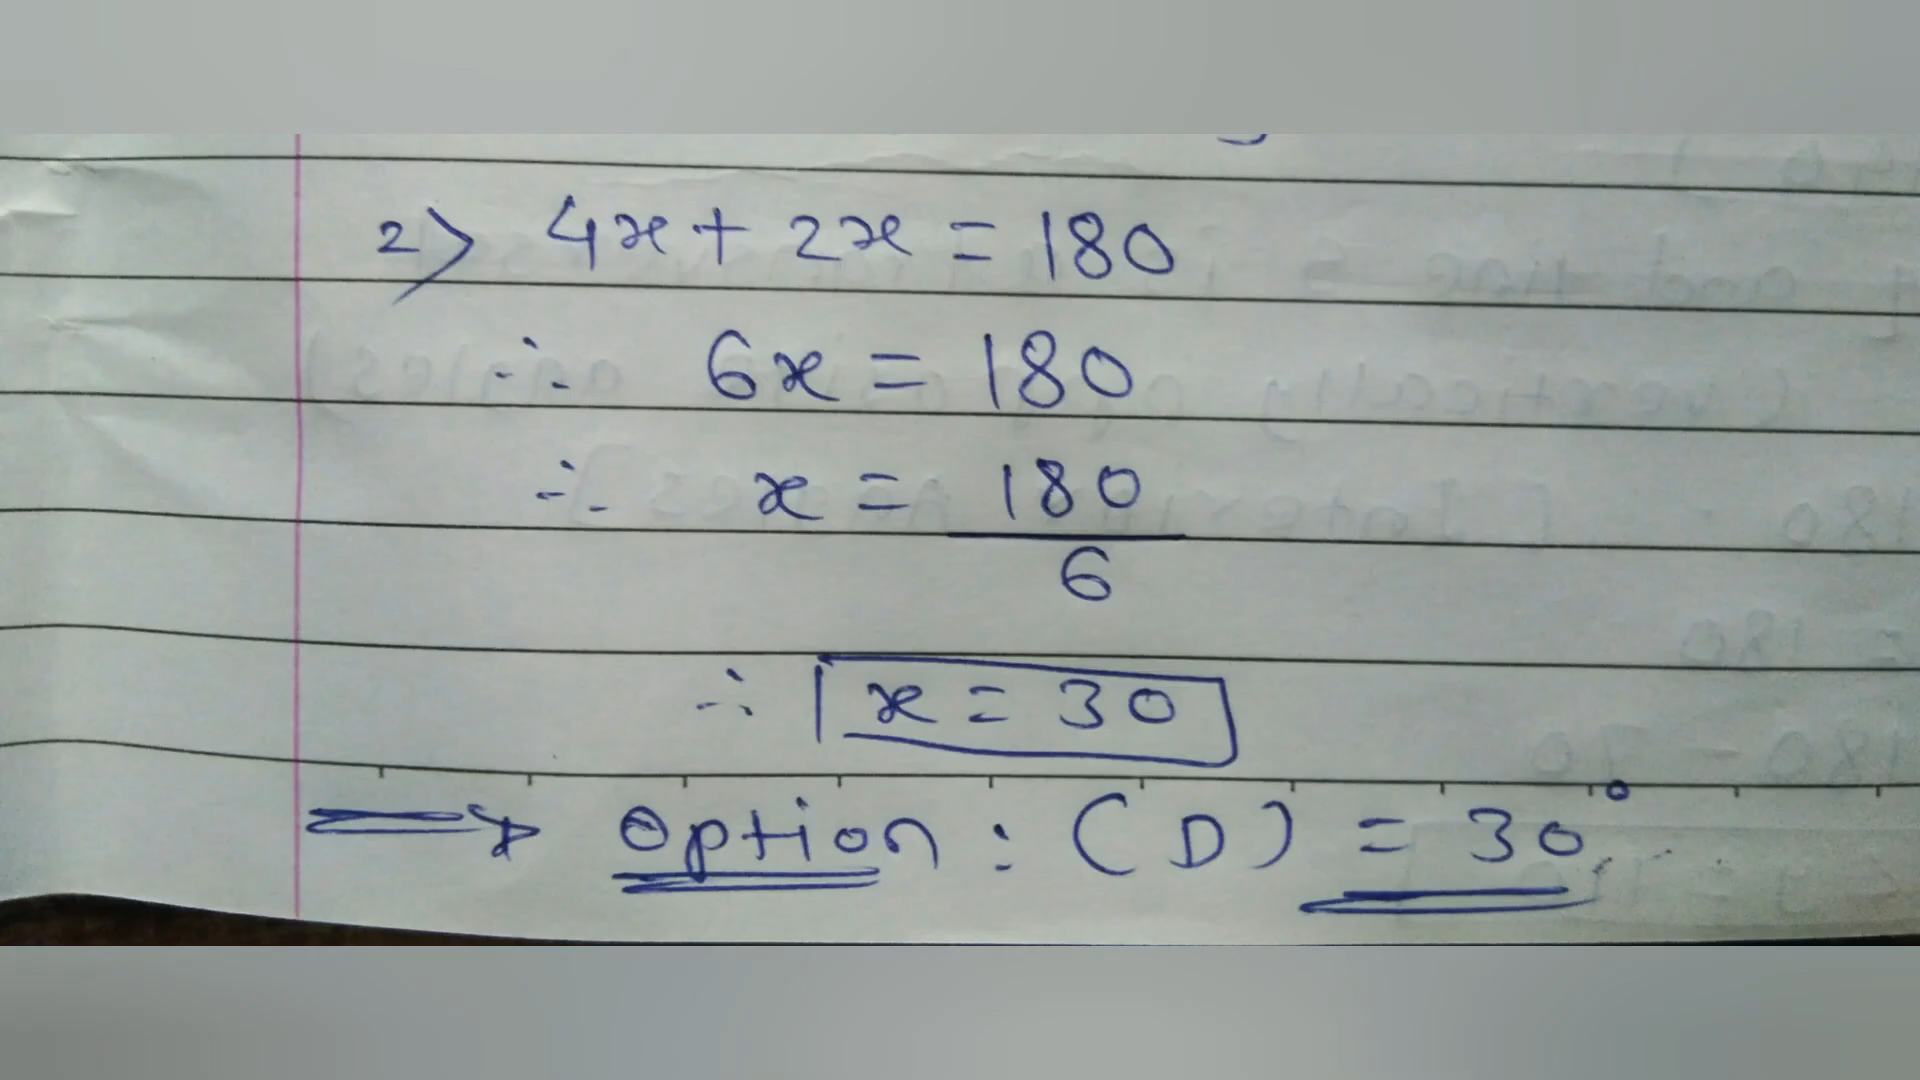 2> 4x + 2x = 180
∴ 6x = 180
∴ x = 180
6
∴ x = 30
⟹ Option : (D) = 30°